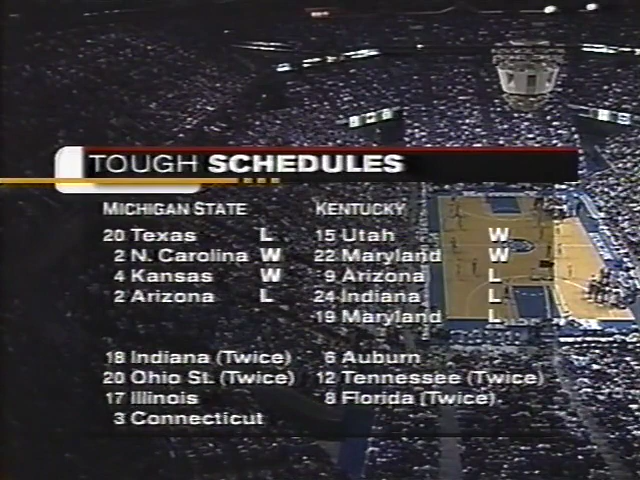 TOUGH SCHEDULES
MICHIGAN STATE
20 Texas L
2 N. Carolina W
4 Kansas W
2 Arizona L
18 Indiana (Twice)
20 Ohio St. (Twice)
17 Illinois
3 Connecticut
KENTUCKY
15 Utah W
22 Maryland W
9 Arizona L
24 Indiana L
19 Maryland L
6 Auburn
12 Tennessee (Twice)
8 Florida (Twice)